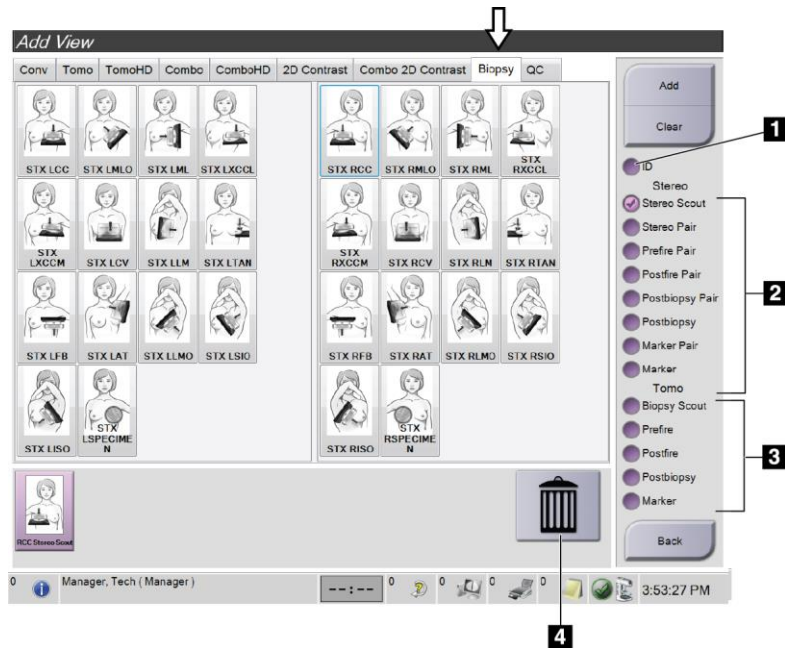 Add View
Conv Tomo TomoHD Combo ComboHD 2D Contrast Combo 2D Contrast Biopsy QC
STX LCC STX LMLO STX LML STX LXCCL
STX RCC STX RMLO STX RML STX RXCCL
STX LXCCM STX LCV STX LLM STX LTAN
STX RXCCM STX RCV STX RLM STX RTAN
STX LFB STX LAT STX LLMO STX LSIO
STX RFB STX RAT STX RLMO STX RSIO
STX LISO STX LSPECIMEN
STX RISO STX RSPECIMEN
Add
Clear
ID
Stereo
Stereo Scout
Stereo Pair
Prefire Pair
Postfire Pair
Postbiopsy Pair
Postbiopsy
Marker Pair
Marker
Tomo
Biopsy Scout
Prefire
Postfire
Postbiopsy
Marker
Back
1
2
3
RCC Stereo Scout
0 Manager, Tech ( Manager ) --:-- 0 0 0 0 3:53:27 PM
4